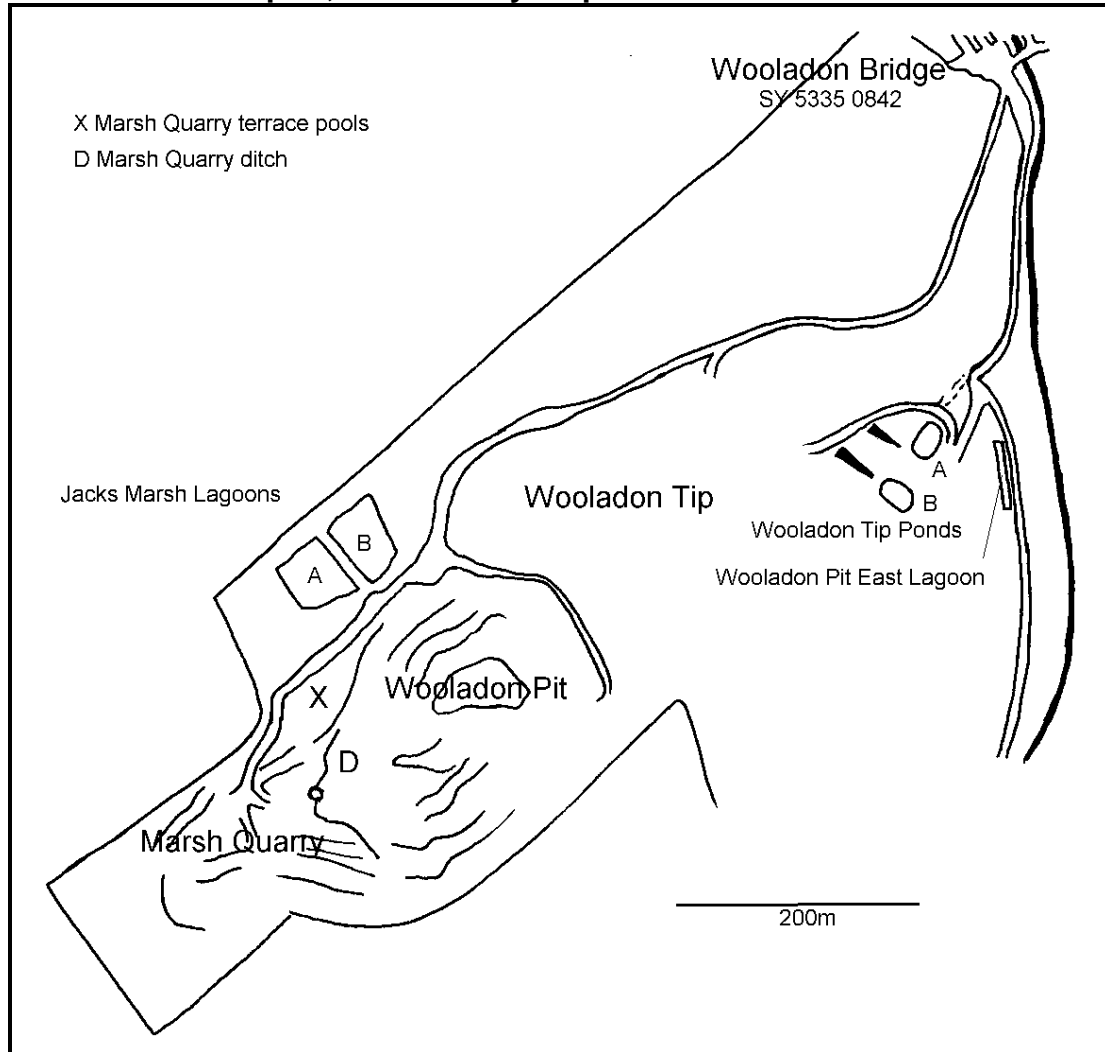 Wooladon Bridge
SY 5335 0842
X Marsh Quarry terrace pools
D Marsh Quarry ditch
A
B
Wooladon Tip Ponds
Wooladon Pit East Lagoon
Wooladon Tip
Jacks Marsh Lagoons
B
A
X
Wooladon Pit
D
Marsh Quarry
200m